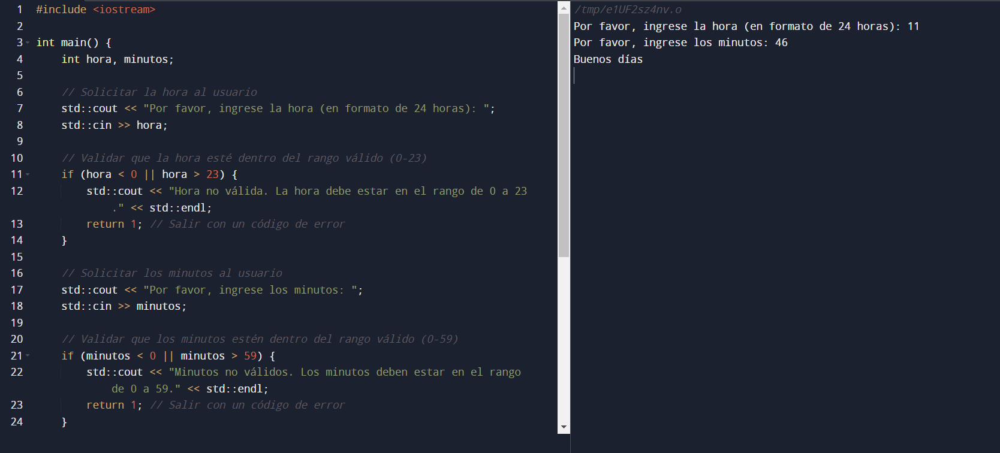 1 #include <iostream>
2
3 int main() {
4     int hora, minutos;
5
6     // Solicitar la hora al usuario
7     std::cout << "Por favor, ingrese la hora (en formato de 24 horas): ";
8     std::cin >> hora;
9
10     // Validar que la hora esté dentro del rango válido (0-23)
11     if (hora < 0 || hora > 23) {
12         std::cout << "Hora no válida. La hora debe estar en el rango de 0 a 23
            ." << std::endl;
13         return 1; // Salir con un código de error
14     }
15
16     // Solicitar los minutos al usuario
17     std::cout << "Por favor, ingrese los minutos: ";
18     std::cin >> minutos;
19
20     // Validar que los minutos estén dentro del rango válido (0-59)
21     if (minutos < 0 || minutos > 59) {
22         std::cout << "Minutos no válidos. Los minutos deben estar en el rango
            de 0 a 59." << std::endl;
23         return 1; // Salir con un código de error
24     }
/tmp/e1UF2sz4nv.o
Por favor, ingrese la hora (en formato de 24 horas): 11
Por favor, ingrese los minutos: 46
Buenos días